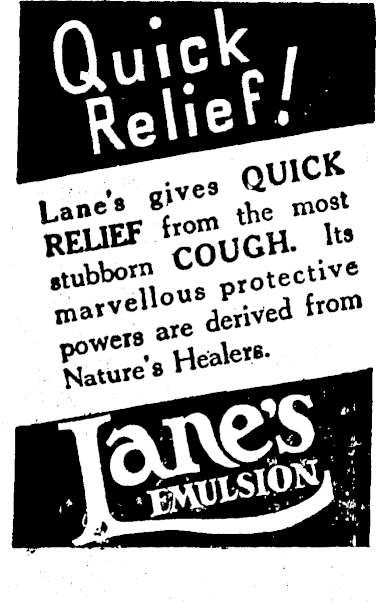 Quick
Relief!
Lane's gives QUICK
RELIEF from the most
stubborn COUGH. Its
marvellous protective
powers are derived from
Nature's Healers.
Lane's
EMULSION